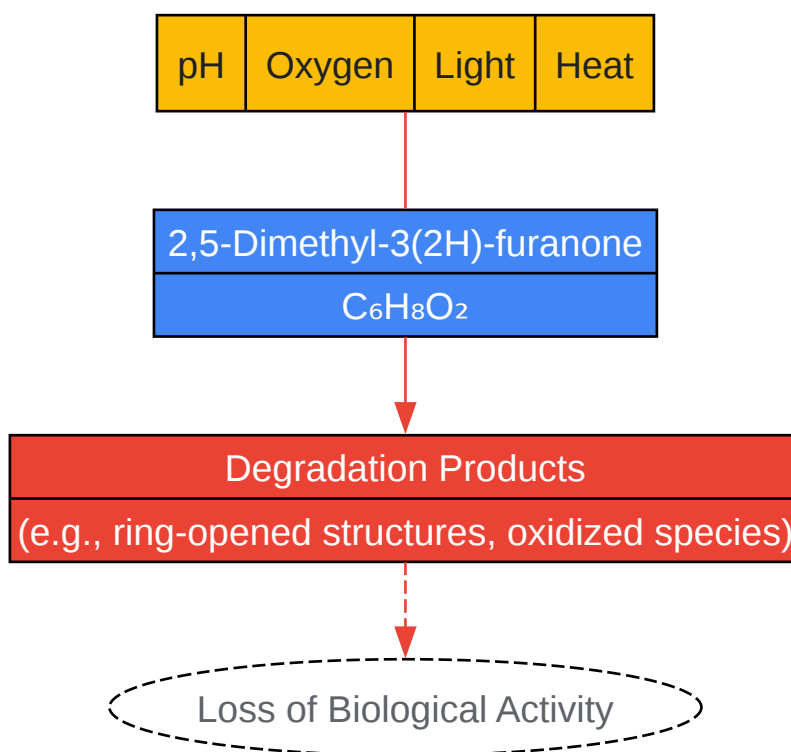 pH Oxygen Light Heat
2,5-Dimethyl-3(2H)-furanone
C₆H₈O₂
Degradation Products
(e.g., ring-opened structures, oxidized species)
Loss of Biological Activity